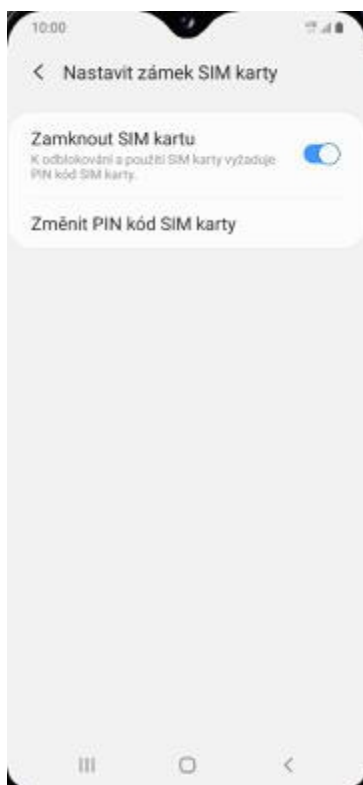 10:00
Nastavit zámek SIM karty
Zamknout SIM kartu
K odblokování a použití SIM karty vyžaduje
PIN kód SIM karty.
Změnit PIN kód SIM karty